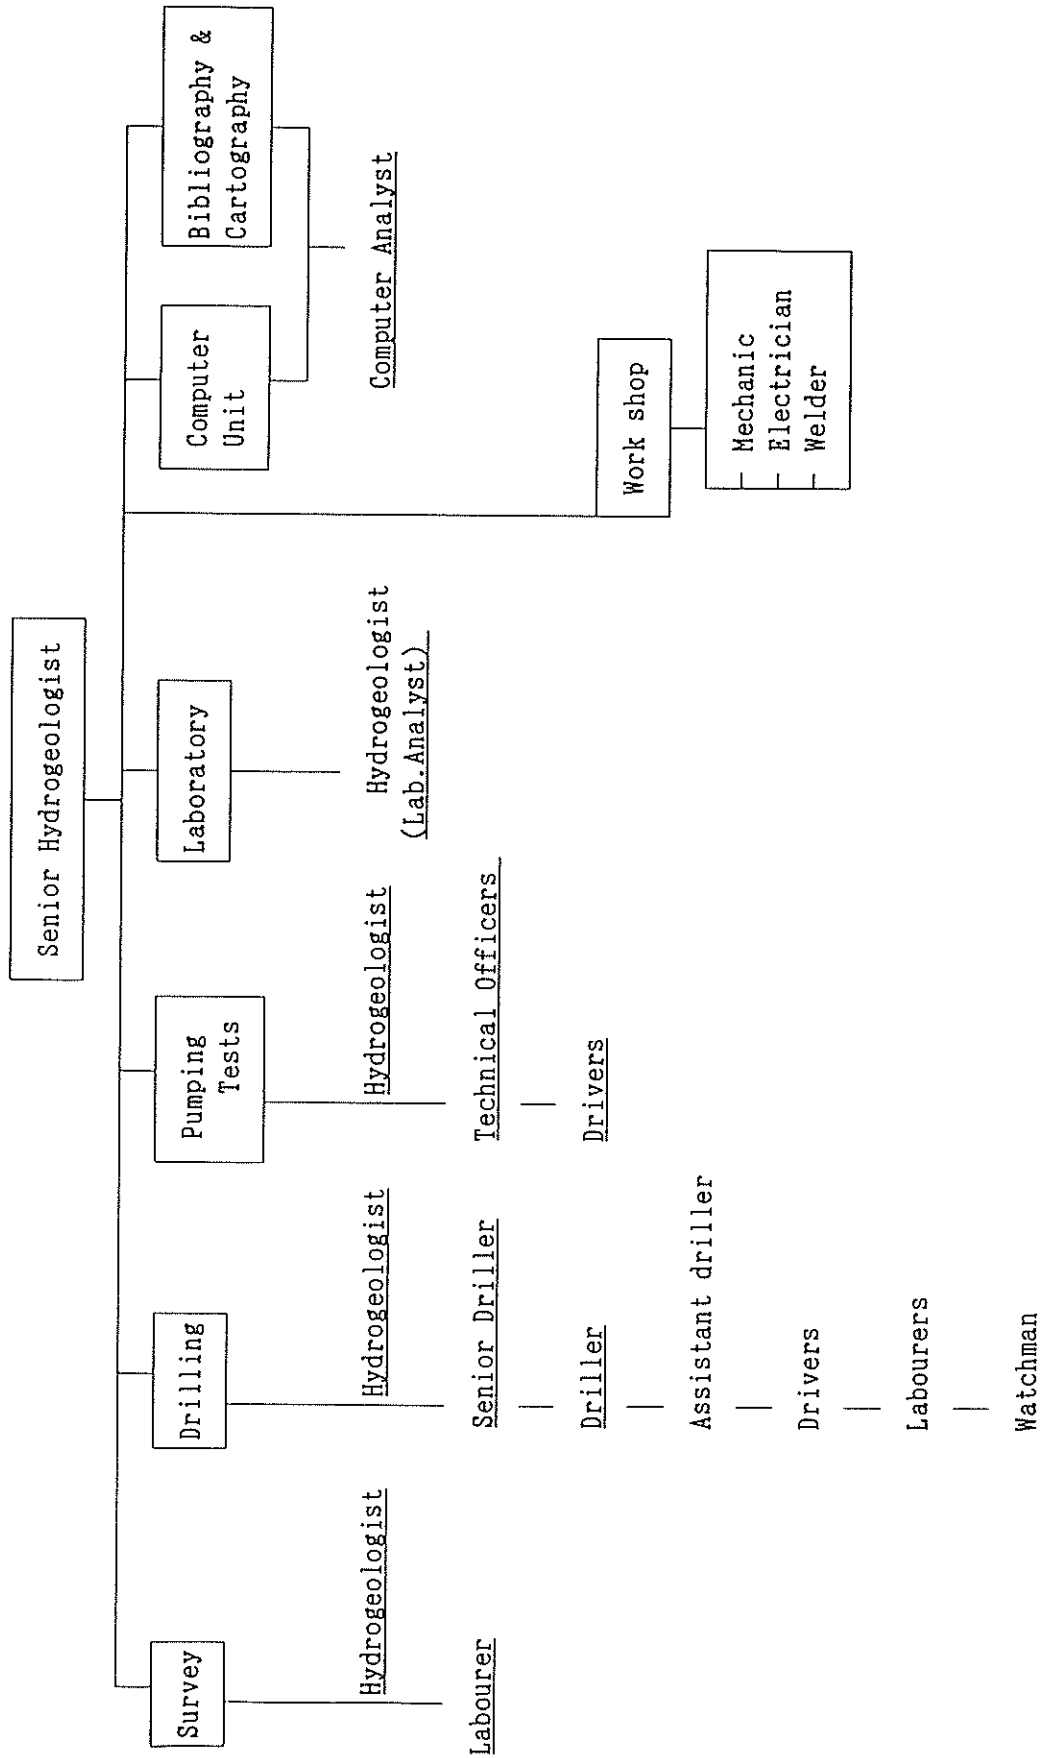 Senior Hydrogeologist
Survey
Drilling
Pumping
Tests
Laboratory
Computer
Unit
Bibliography &
Cartography
Hydrogeologist
Hydrogeologist
Hydrogeologist
Hydrogeologist
(Lab.Analyst)
Computer Analyst
Labourer
Senior Driller
Technical Officers
Driller
Drivers
Work shop
Assistant driller
Mechanic
Electrician
Welder
Drivers
Labourers
Watchman